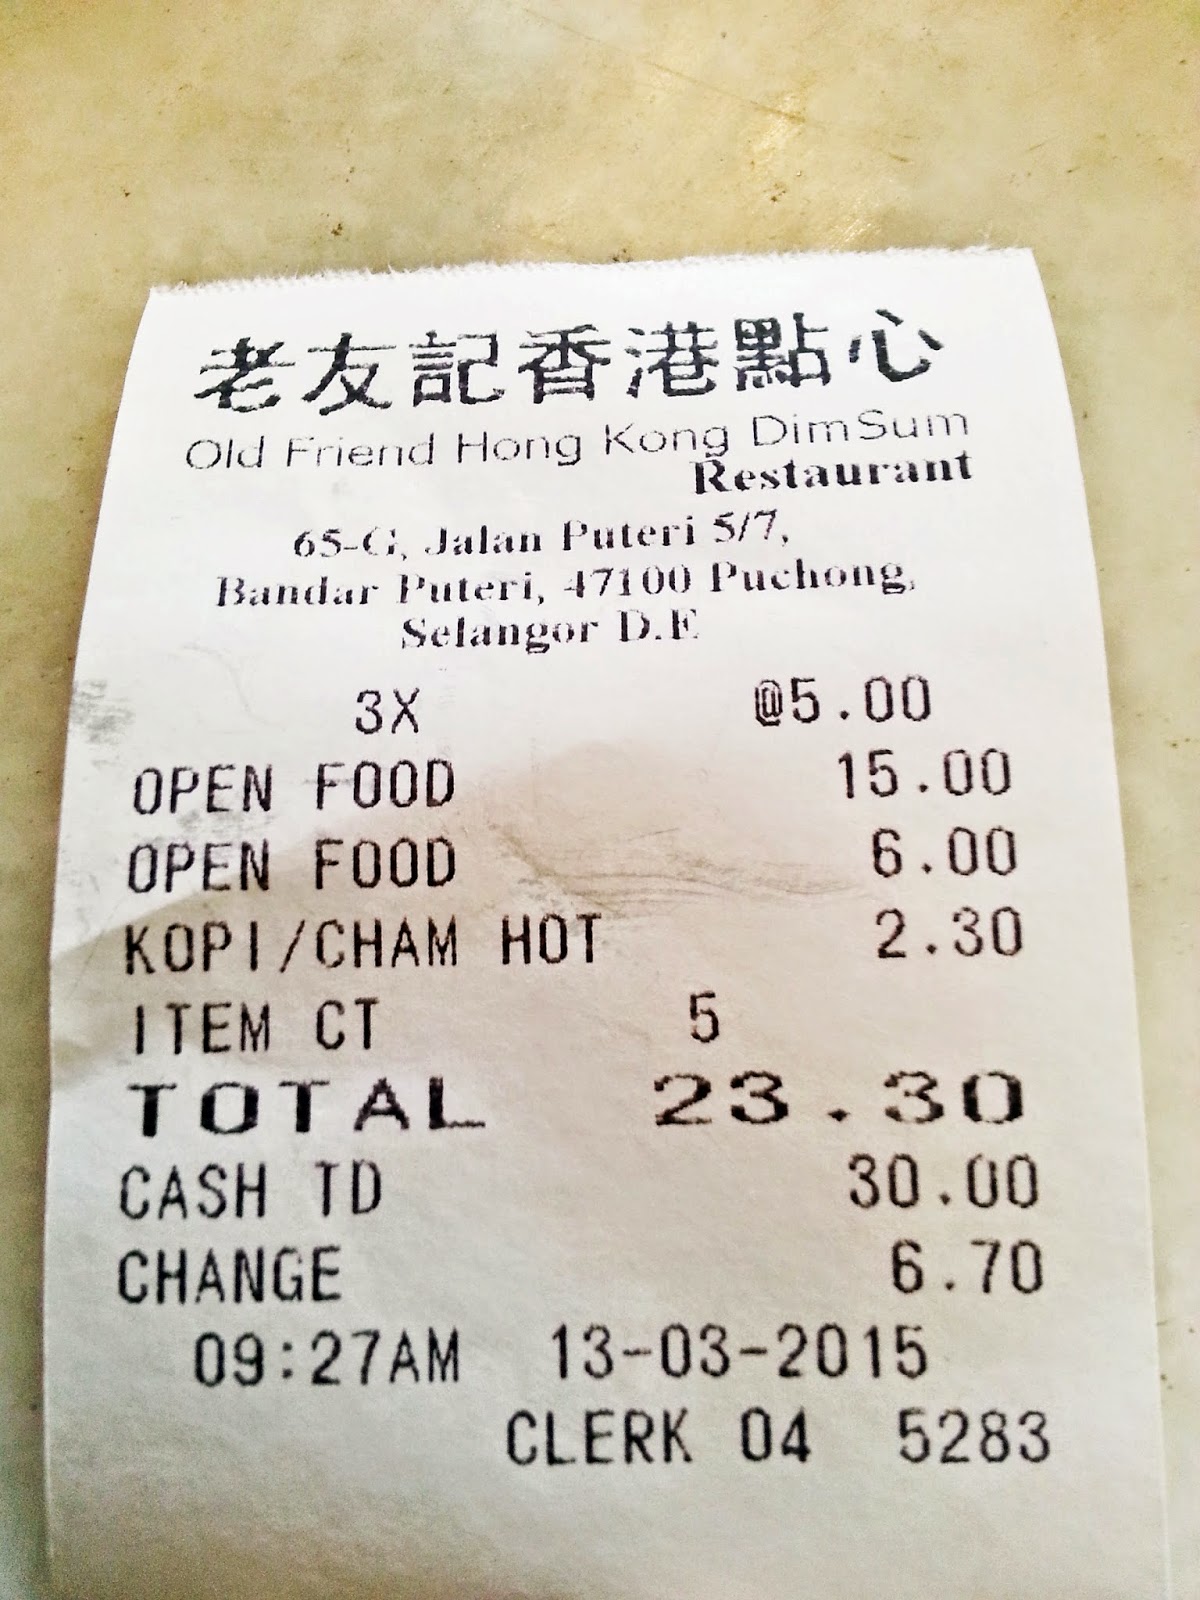 老友記香港點心
Old Friend Hong Kong DimSum
Restaurant
65-G, Jalan Puteri 5/7,
Bandar Puteri, 47100 Puchong,
Selangor D.E
3X @5.00
OPEN FOOD 15.00
OPEN FOOD 6.00
KOPI/CHAM HOT 2.30
ITEM CT 5
TOTAL 23.30
CASH TD 30.00
CHANGE 6.70
09:27AM 13-03-2015
CLERK 04 5283